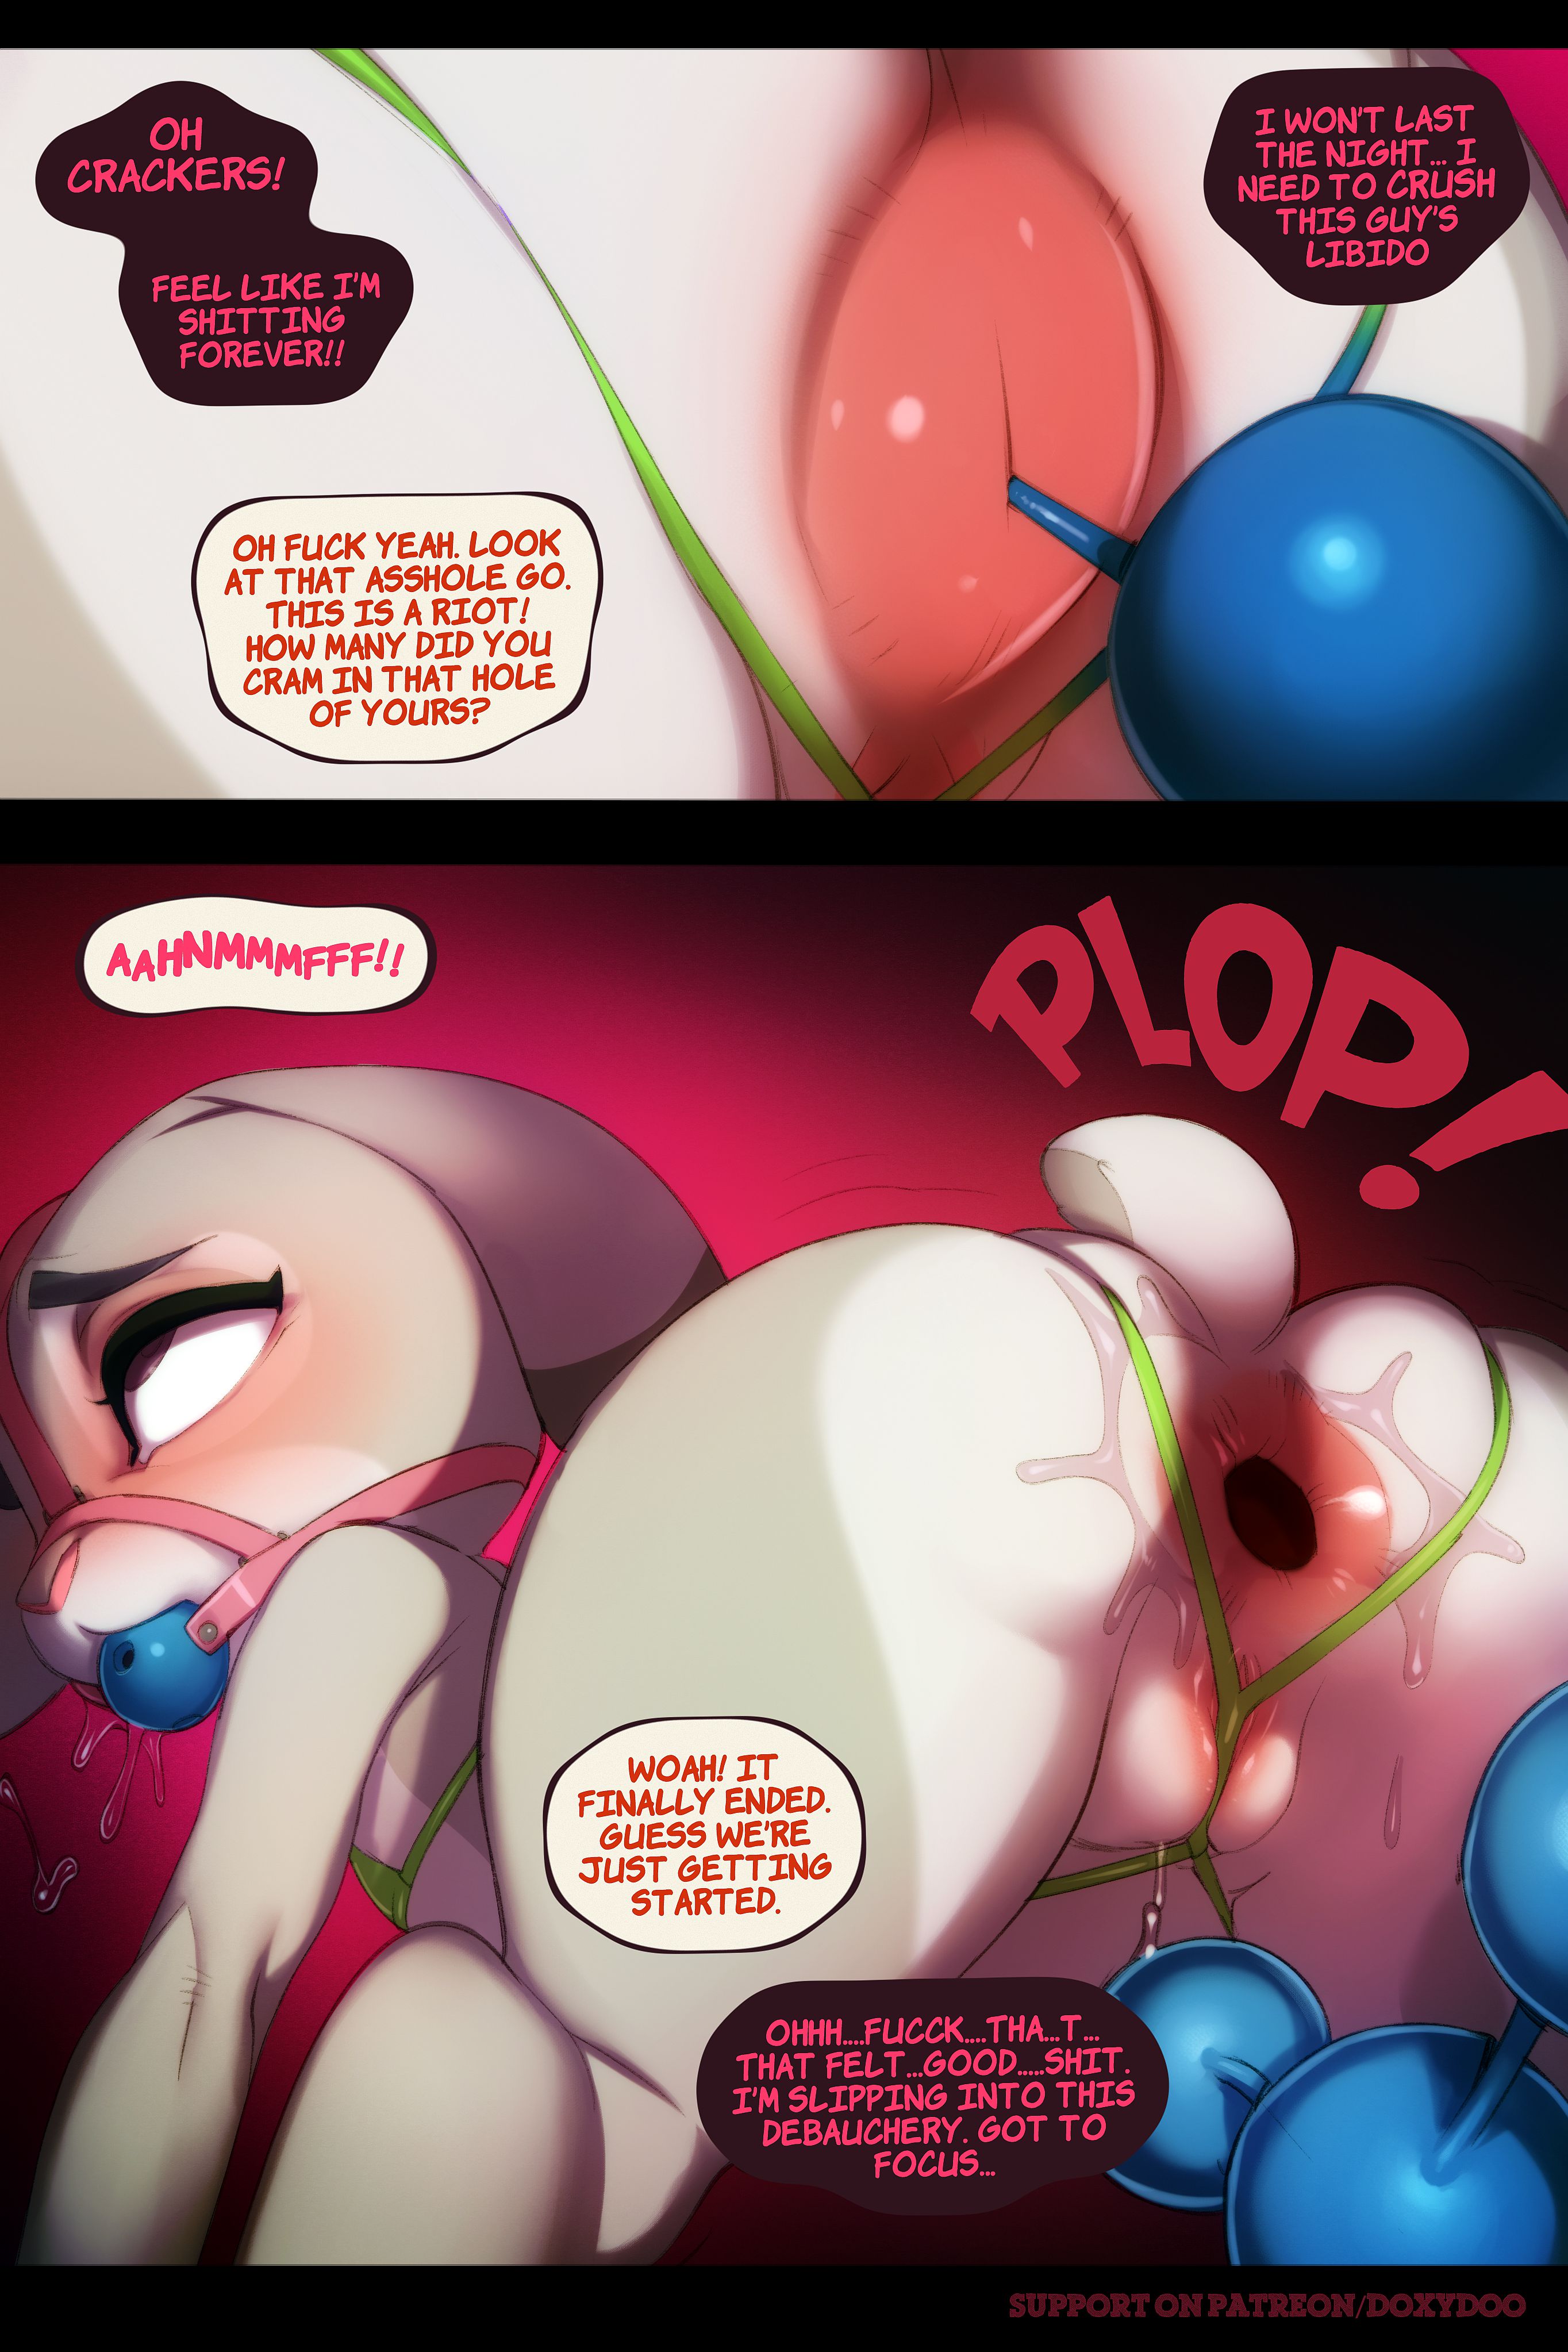 OH
CRACKERS!
FEEL LIKE I'M
SHITTING
FOREVER!!
I WON'T LAST
THE NIGHT... I
NEED TO CRUSH
THIS GUY'S
LIBIDO
OH FUCK YEAH. LOOK
AT THAT ASSHOLE GO.
THIS IS A RIOT!
HOW MANY DID YOU
CRAM IN THAT HOLE
OF YOURS?
AAHNMMMFFF!!
PLOP!
WOAH! IT
FINALLY ENDED.
GUESS WE'RE
JUST GETTING
STARTED.
OHHH....FUCCK....THA...T...
THAT FELT...GOOD.....SHIT.
I'M SLIPPING INTO THIS
DEBAUCHERY. GOT TO
FOCUS...
SUPPORT ON PATREON/DOXYDOO